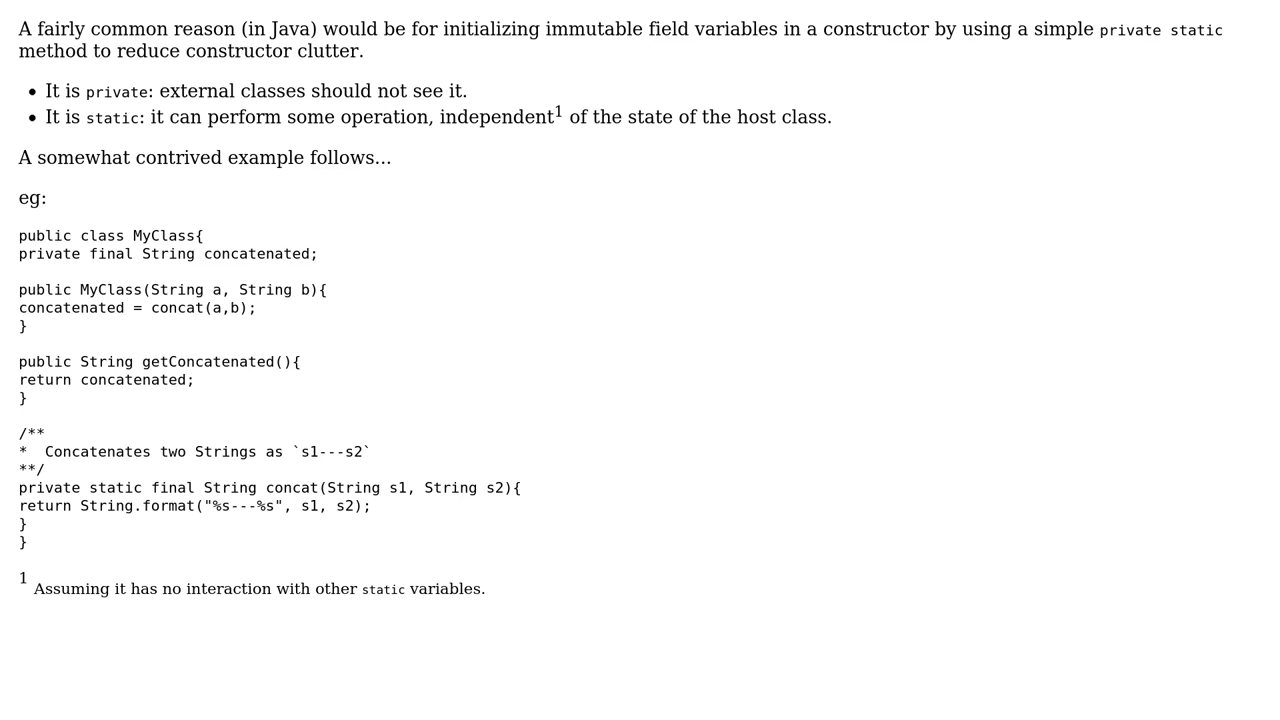 A fairly common reason (in Java) would be for initializing immutable field variables in a constructor by using a simple private static
method to reduce constructor clutter.
• It is private: external classes should not see it.
• It is static: it can perform some operation, independent1 of the state of the host class.
A somewhat contrived example follows...
eg:
public class MyClass{
private final String concatenated;
public MyClass(String a, String b){
concatenated = concat(a,b);
}
public String getConcatenated(){
return concatenated;
}
/**
*  Concatenates two Strings as `s1---s2`
**/
private static final String concat(String s1, String s2){
return String.format("%s---%s", s1, s2);
}
}
1 Assuming it has no interaction with other static variables.